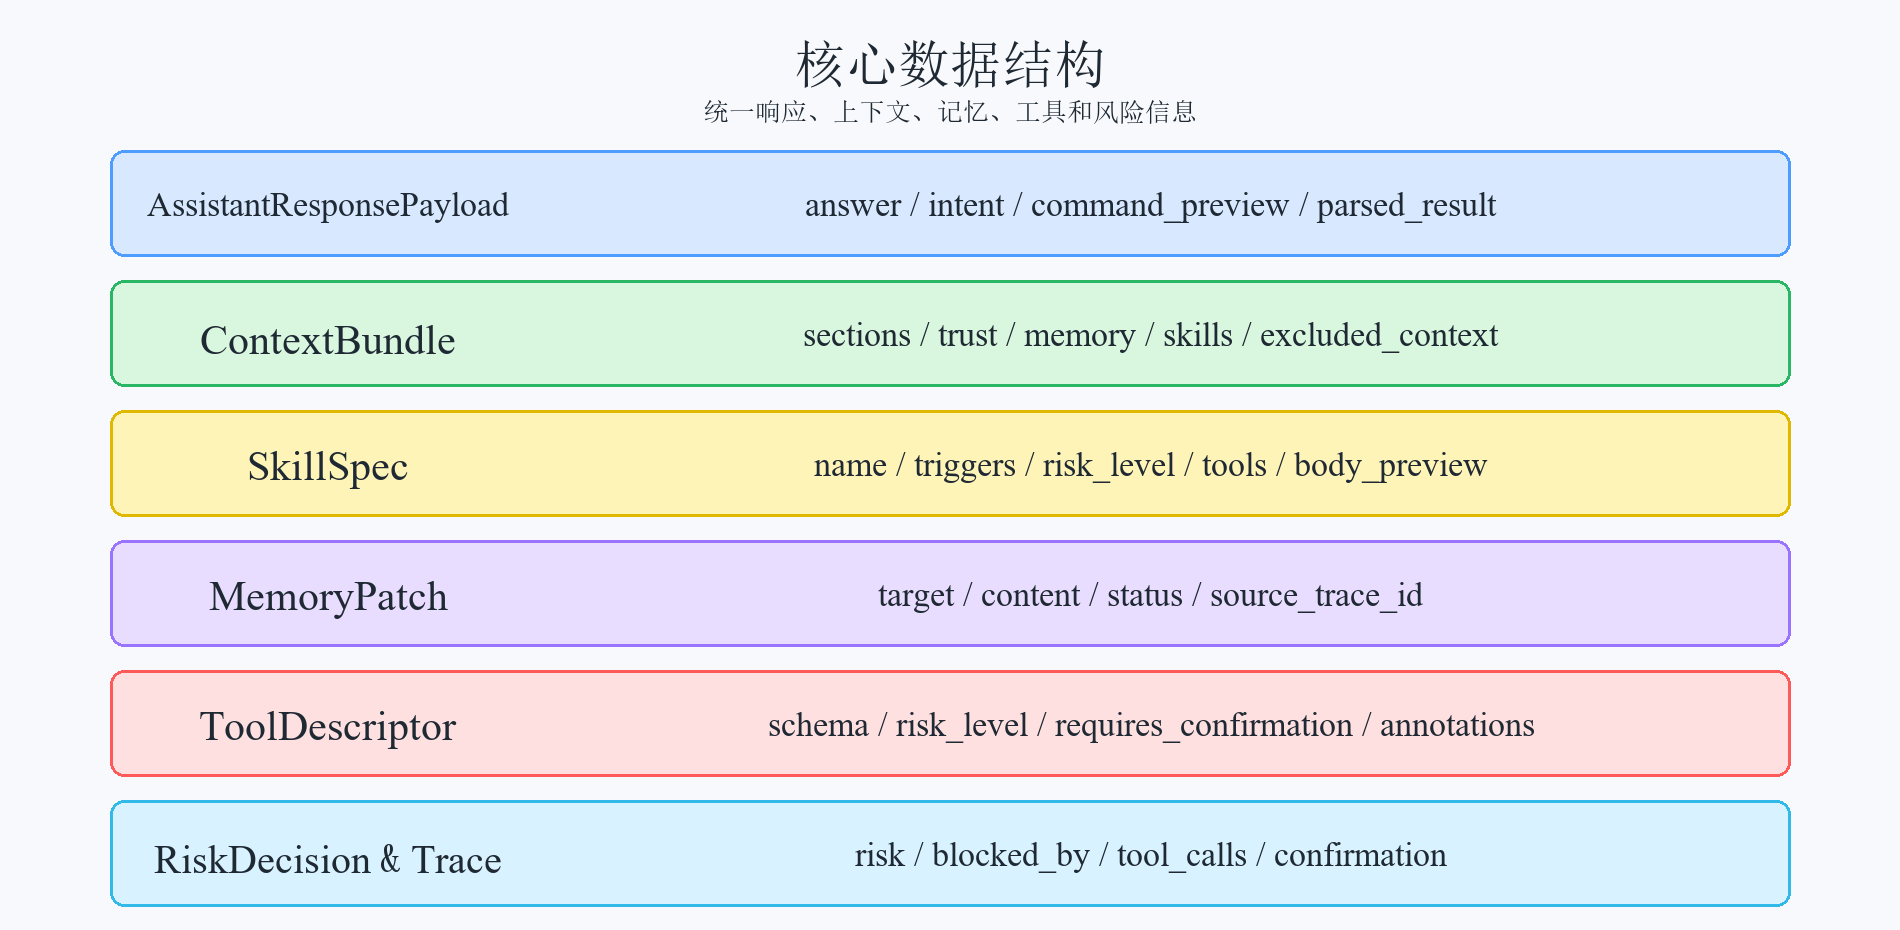 核心数据结构
统一响应、上下文、记忆、工具和风险信息
AssistantResponsePayload answer / intent / command_preview / parsed_result
ContextBundle sections / trust / memory / skills / excluded_context
SkillSpec name / triggers / risk_level / tools / body_preview
MemoryPatch target / content / status / source_trace_id
ToolDescriptor schema / risk_level / requires_confirmation / annotations
RiskDecision & Trace risk / blocked_by / tool_calls / confirmation